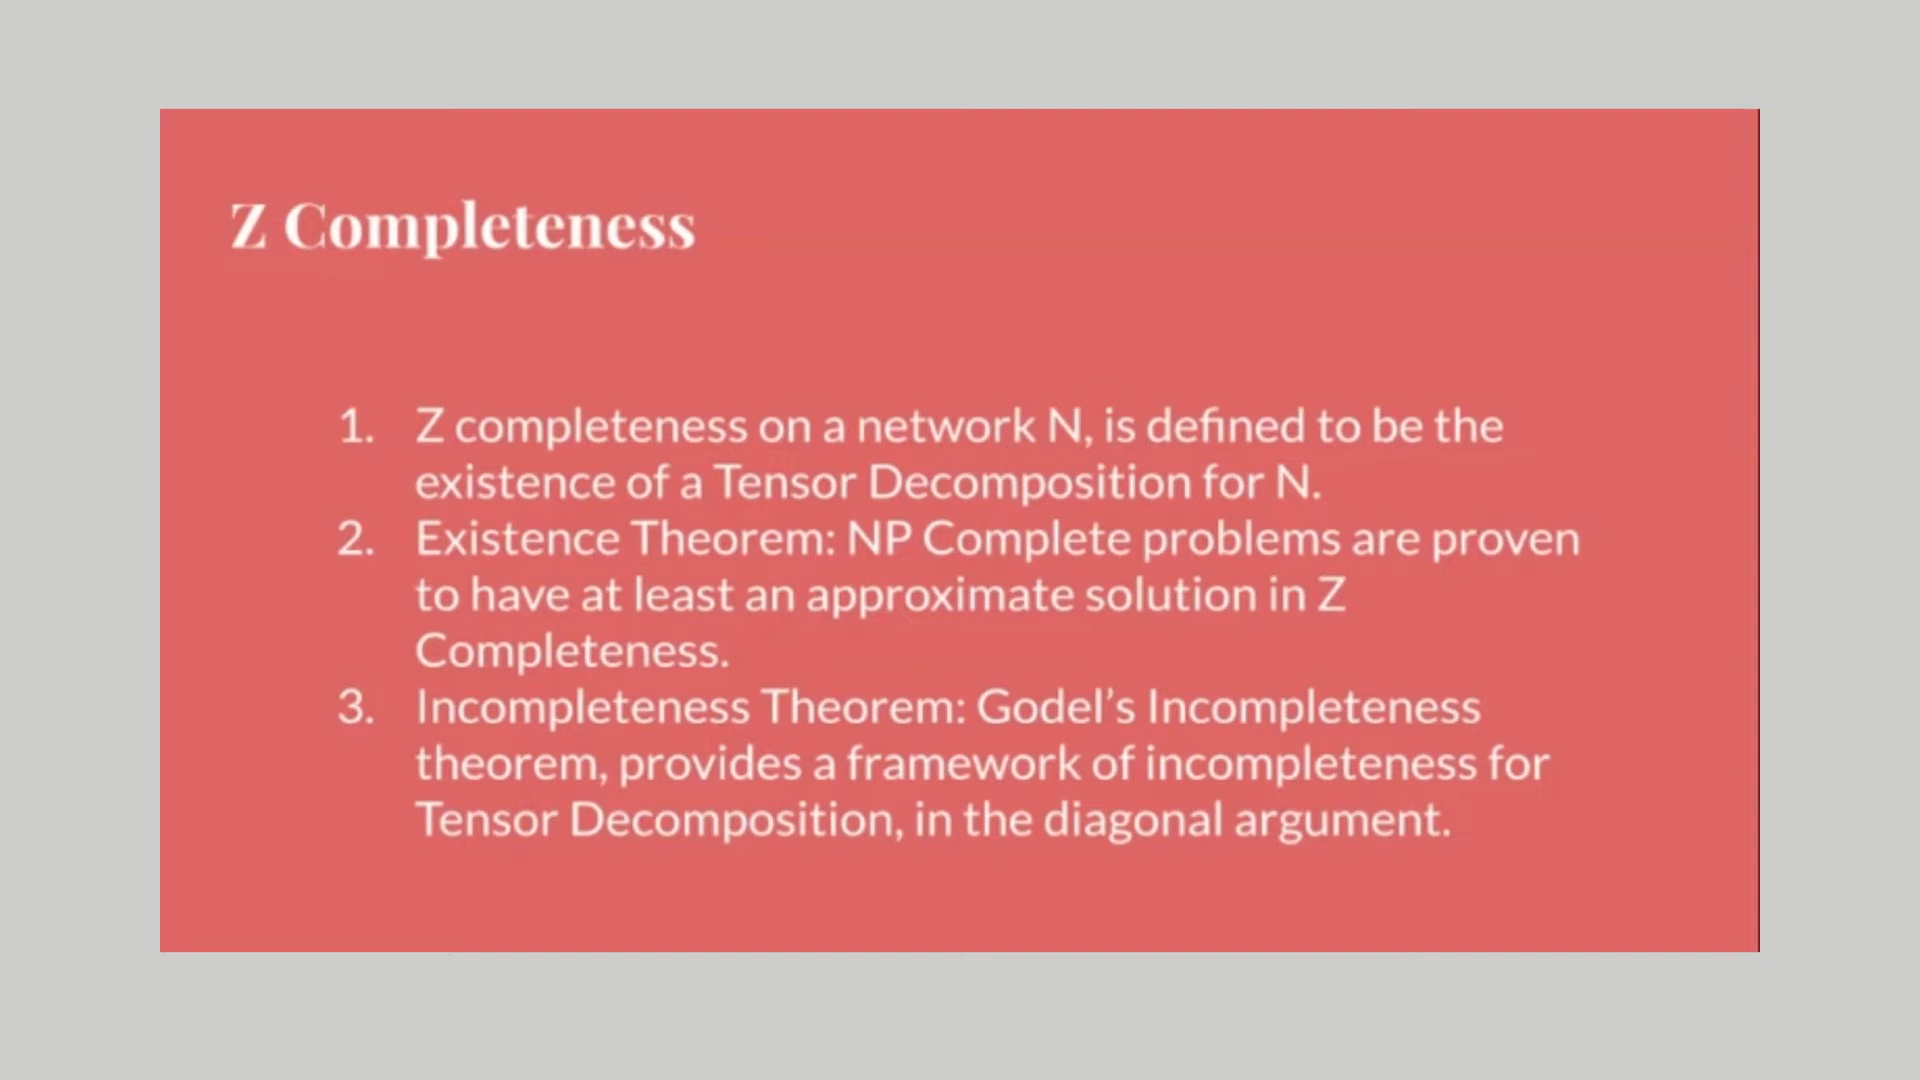 Z Completeness
1. Z completeness on a network N, is defined to be the
existence of a Tensor Decomposition for N.
2. Existence Theorem: NP Complete problems are proven
to have at least an approximate solution in Z
Completeness.
3. Incompleteness Theorem: Godel’s Incompleteness
theorem, provides a framework of incompleteness for
Tensor Decomposition, in the diagonal argument.